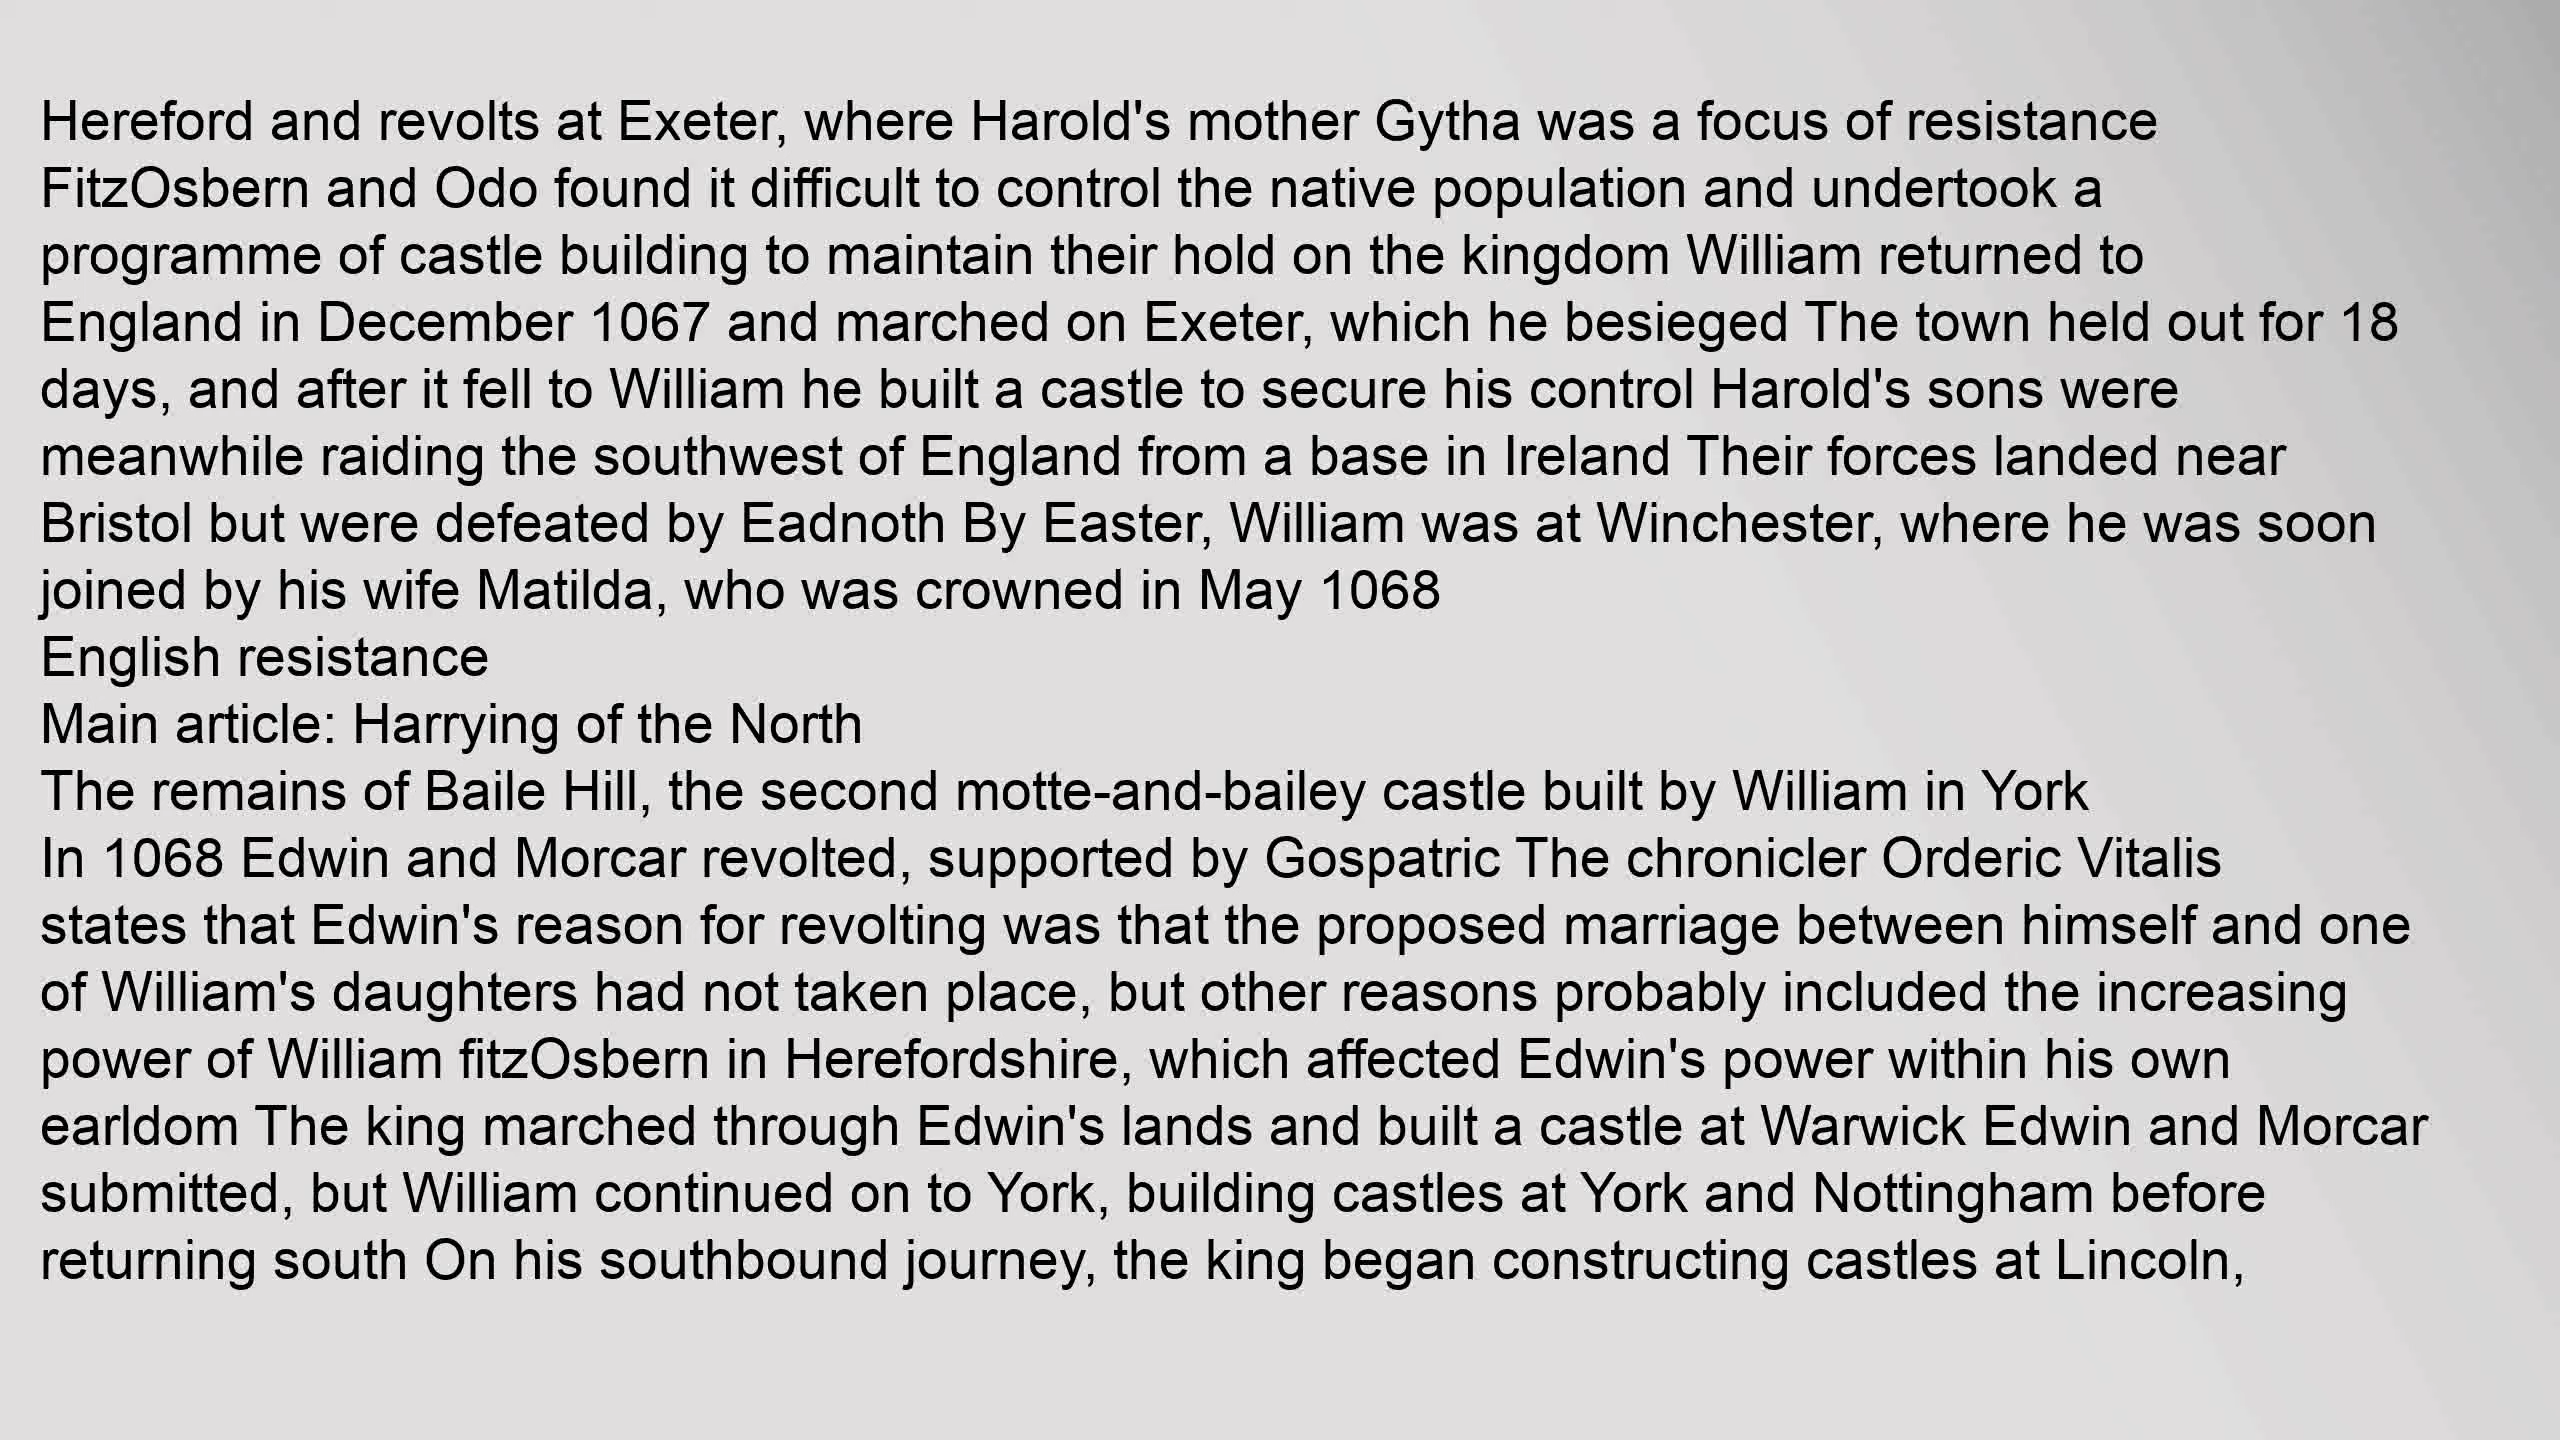 Hereford and revolts at Exeter, where Harold's mother Gytha was a focus of resistance
FitzOsbern and Odo found it difficult to control the native population and undertook a
programme of castle building to maintain their hold on the kingdom William returned to
England in December 1067 and marched on Exeter, which he besieged The town held out for 18
days, and after it fell to William he built a castle to secure his control Harold's sons were
meanwhile raiding the southwest of England from a base in Ireland Their forces landed near
Bristol but were defeated by Eadnoth By Easter, William was at Winchester, where he was soon
joined by his wife Matilda, who was crowned in May 1068
English resistance
Main article: Harrying of the North
The remains of Baile Hill, the second motte-and-bailey castle built by William in York
In 1068 Edwin and Morcar revolted, supported by Gospatric The chronicler Orderic Vitalis
states that Edwin's reason for revolting was that the proposed marriage between himself and one
of William's daughters had not taken place, but other reasons probably included the increasing
power of William fitzOsbern in Herefordshire, which affected Edwin's power within his own
earldom The king marched through Edwin's lands and built a castle at Warwick Edwin and Morcar
submitted, but William continued on to York, building castles at York and Nottingham before
returning south On his southbound journey, the king began constructing castles at Lincoln,